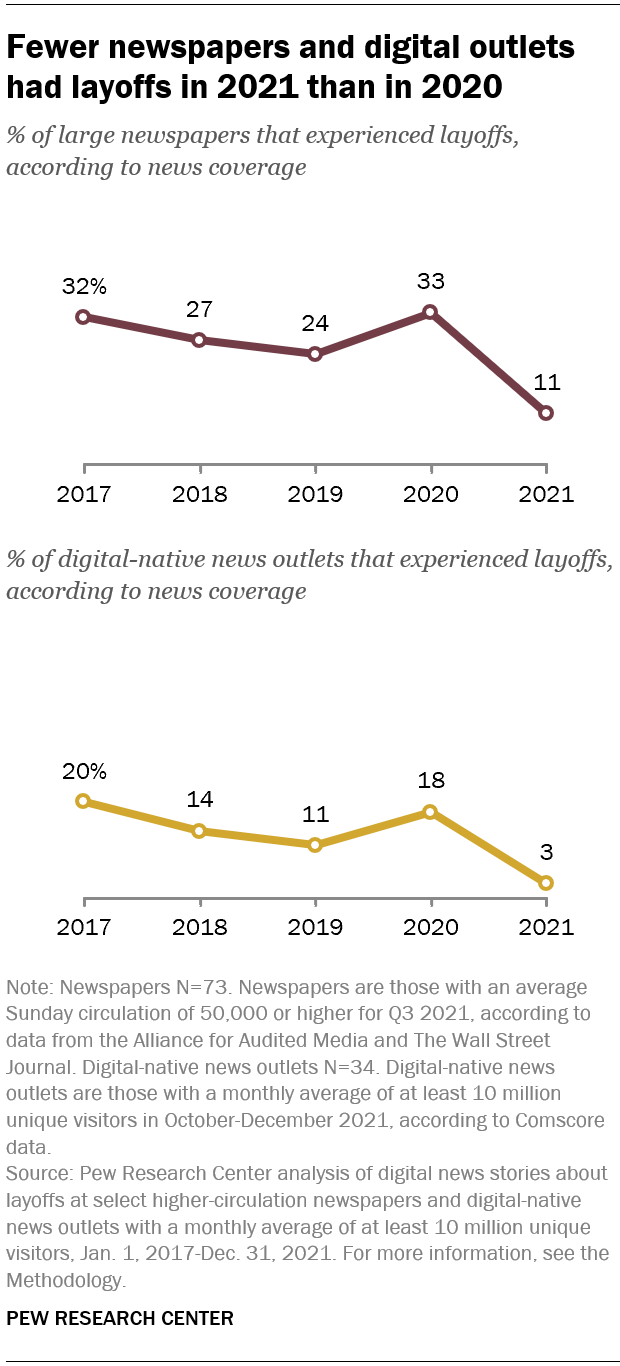 Fewer newspapers and digital outlets
had layoffs in 2021 than in 2020
% of large newspapers that experienced layoffs,
according to news coverage
32%
27
24
33
11
2017
2018
2019
2020
2021
% of digital-native news outlets that experienced layoffs,
according to news coverage
20%
14
11
18
3
2017
2018
2019
2020
2021
Note: Newspapers N=73. Newspapers are those with an average
Sunday circulation of 50,000 or higher for Q3 2021, according to
data from the Alliance for Audited Media and The Wall Street
Journal. Digital-native news outlets N=34. Digital-native news
outlets are those with a monthly average of at least 10 million
unique visitors in October-December 2021, according to Comscore
data.
Source: Pew Research Center analysis of digital news stories about
layoffs at select higher-circulation newspapers and digital-native
news outlets with a monthly average of at least 10 million unique
visitors, Jan. 1, 2017-Dec. 31, 2021. For more information, see the
Methodology.
PEW RESEARCH CENTER